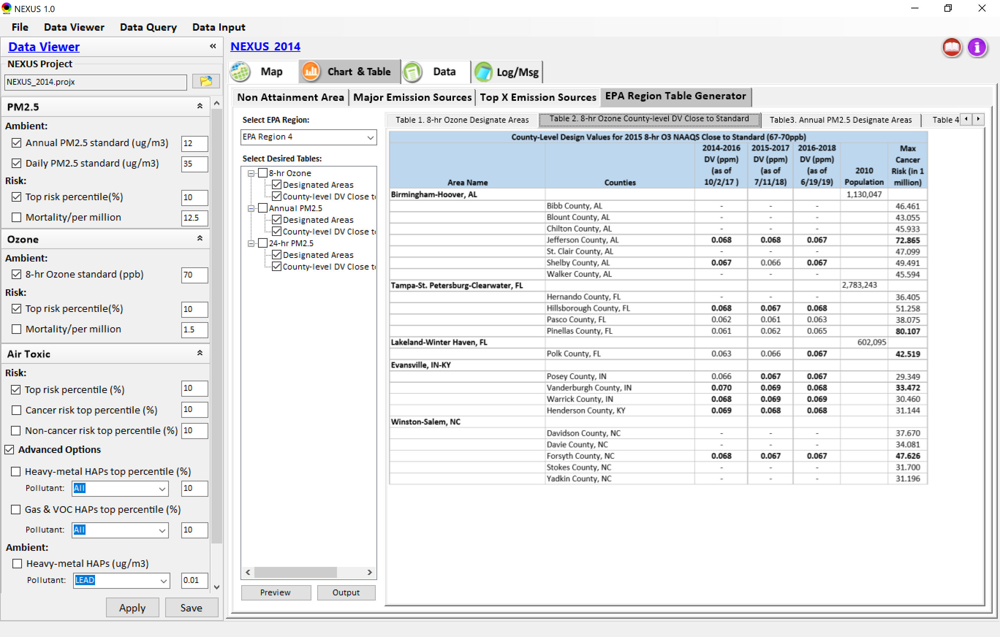 NEXUS 1.0
File Data Viewer Data Query Data Input
Data Viewer «
NEXUS Project
NEXUS_2014.projx
PM2.5
Ambient:
Annual PM2.5 standard (ug/m3) 12
Daily PM2.5 standard (ug/m3) 35
Risk:
Top risk percentile(%) 10
Mortality/per million 12.5
Ozone
Ambient:
8-hr Ozone standard (ppb) 70
Risk:
Top risk percentile(%) 10
Mortality/per million 1.5
Air Toxic
Risk:
Top risk percentile (%) 10
Cancer risk top percentile (%) 10
Non-cancer risk top percentile (%) 10
Advanced Options
Heavy-metal HAPs top percentile (%)
Pollutant: All 10
Gas & VOC HAPs top percentile (%)
Pollutant: All 10
Ambient:
Heavy-metal HAPs (ug/m3)
Pollutant: LEAD 0.01
Apply Save
NEXUS_2014
Map Chart & Table Data Log/Msg
Non Attainment Area Major Emission Sources Top X Emission Sources EPA Region Table Generator
Select EPA Region:
EPA Region 4
Select Desired Tables:
8-hr Ozone
Designated Areas
County-level DV Close to
Annual PM2.5
Designated Areas
County-level DV Close to
24-hr PM2.5
Designated Areas
County-level DV Close to
Preview Output
Table 1. 8-hr Ozone Designate Areas Table 2. 8-hr Ozone County-level DV Close to Standard Table3. Annual PM2.5 Designate Areas Table 4
County-Level Design Values for 2015 8-hr O3 NAAQS Close to Standard (67-70ppb)
2014-2016 2015-2017 2016-2018 Max
DV (ppm) DV (ppm) DV (ppm) Cancer
(as of (as of (as of 2010 Risk (in 1
Area Name Counties 10/2/17 ) 7/11/18) 6/19/19) Population million)
Birmingham-Hoover, AL 1,130,047
Bibb County, AL - - - 46.461
Blount County, AL - - - 43.055
Chilton County, AL - - - 45.933
Jefferson County, AL 0.068 0.068 0.067 72.865
St. Clair County, AL - - - 47.099
Shelby County, AL 0.067 0.066 0.067 49.491
Walker County, AL - - - 45.594
Tampa-St. Petersburg-Clearwater, FL 2,783,243
Hernando County, FL - - - 36.405
Hillsborough County, FL 0.068 0.067 0.068 51.258
Pasco County, FL 0.062 0.061 0.063 38.075
Pinellas County, FL 0.061 0.062 0.065 80.107
Lakeland-Winter Haven, FL 602,095
Polk County, FL 0.063 0.066 0.067 42.519
Evansville, IN-KY
Posey County, IN 0.066 0.067 0.067 29.349
Vanderburgh County, IN 0.070 0.069 0.068 33.472
Warrick County, IN 0.068 0.069 0.069 30.460
Henderson County, KY 0.069 0.068 0.068 31.144
Winston-Salem, NC
Davidson County, NC - - - 37.670
Davie County, NC - - - 34.081
Forsyth County, NC 0.068 0.067 0.067 47.626
Stokes County, NC - - - 31.700
Yadkin County, NC - - - 31.196